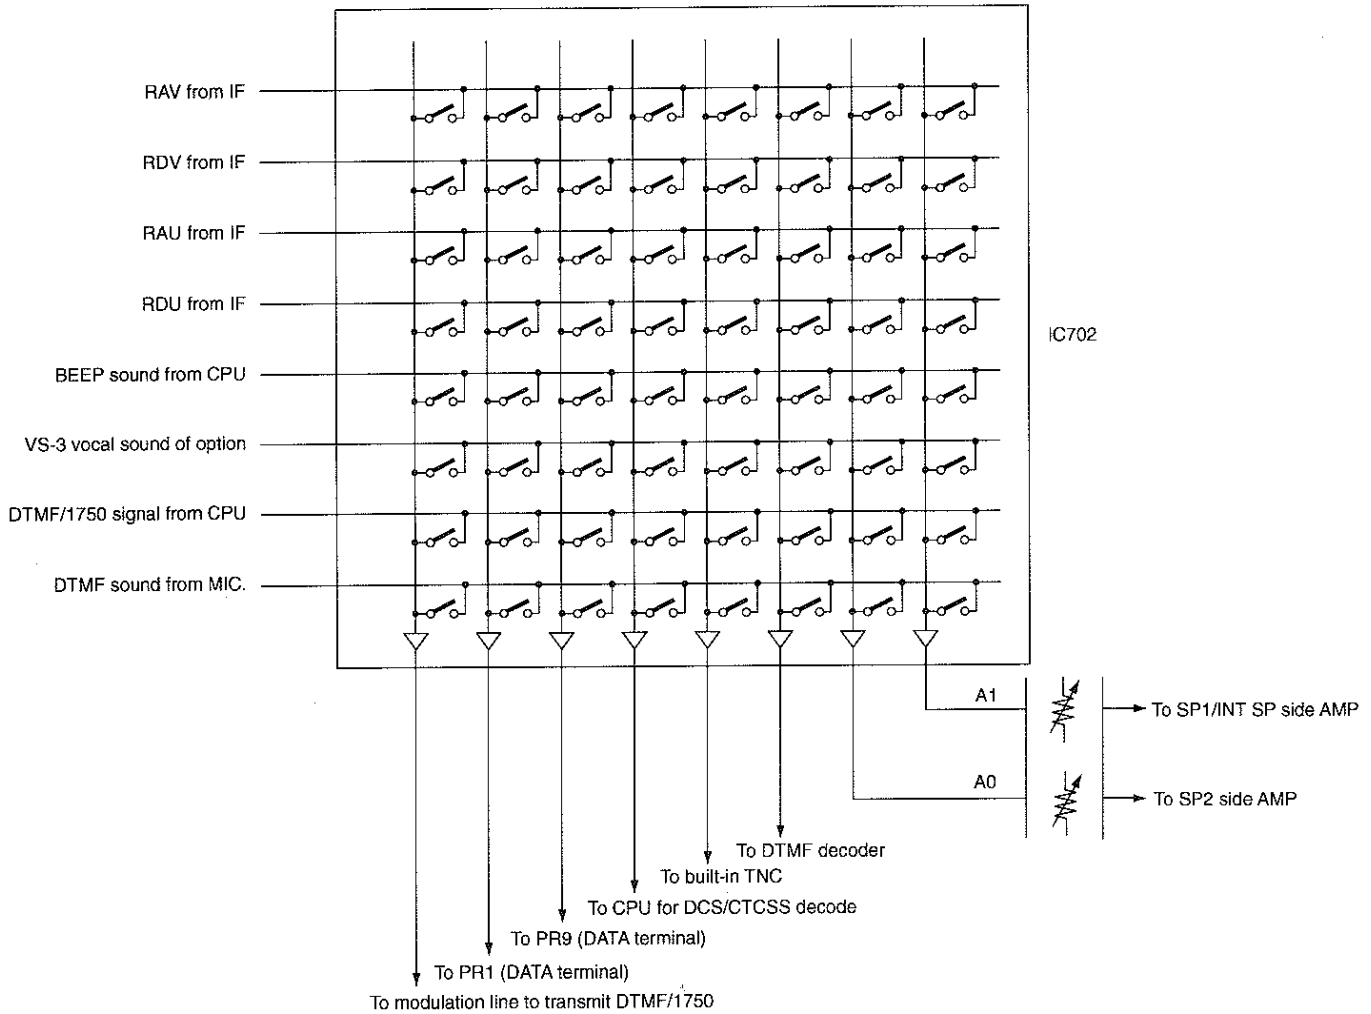 RAV from IF
RDV from IF
RAU from IF
RDU from IF
IC702
BEEP sound from CPU
VS-3 vocal sound of option
DTMF/1750 signal from CPU
DTMF sound from MIC.
A1
To SP1/INT SP side AMP
A0
To SP2 side AMP
To DTMF decoder
To built-in TNC
To CPU for DCS/CTCSS decode
To PR9 (DATA terminal)
To PR1 (DATA terminal)
To modulation line to transmit DTMF/1750